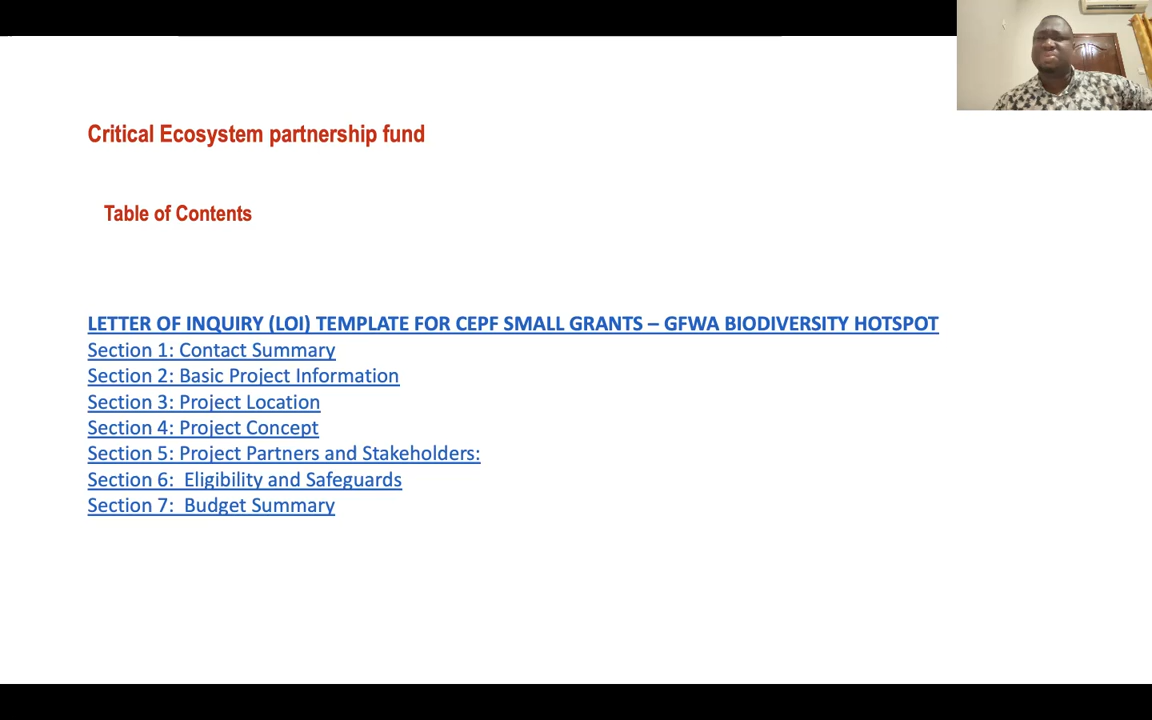 Critical Ecosystem partnership fund
Table of Contents
LETTER OF INQUIRY (LOI) TEMPLATE FOR CEPF SMALL GRANTS – GFWA BIODIVERSITY HOTSPOT
Section 1: Contact Summary
Section 2: Basic Project Information
Section 3: Project Location
Section 4: Project Concept
Section 5: Project Partners and Stakeholders:
Section 6:  Eligibility and Safeguards
Section 7:  Budget Summary